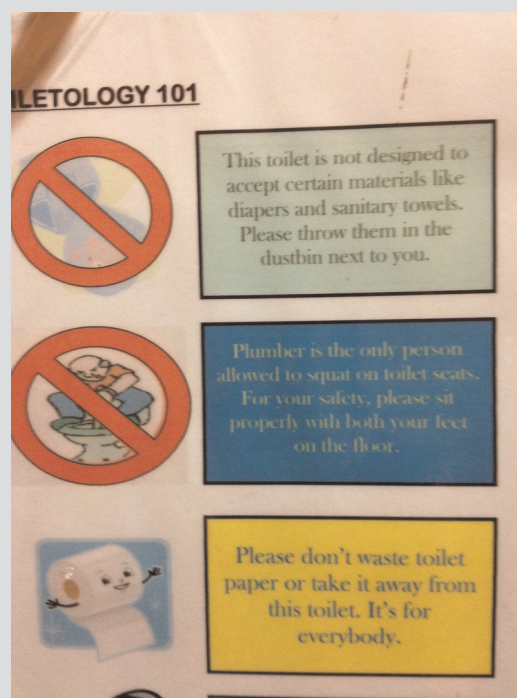 ILETOLOGY 101
This toilet is not designed to
accept certain materials like
diapers and sanitary towels.
Please throw them in the
dustbin next to you.
Plumber is the only person
allowed to squat on toilet seats.
For your safety, please sit
properly with both your feet
on the floor.
Please don't waste toilet
paper or take it away from
this toilet. It's for
everybody.